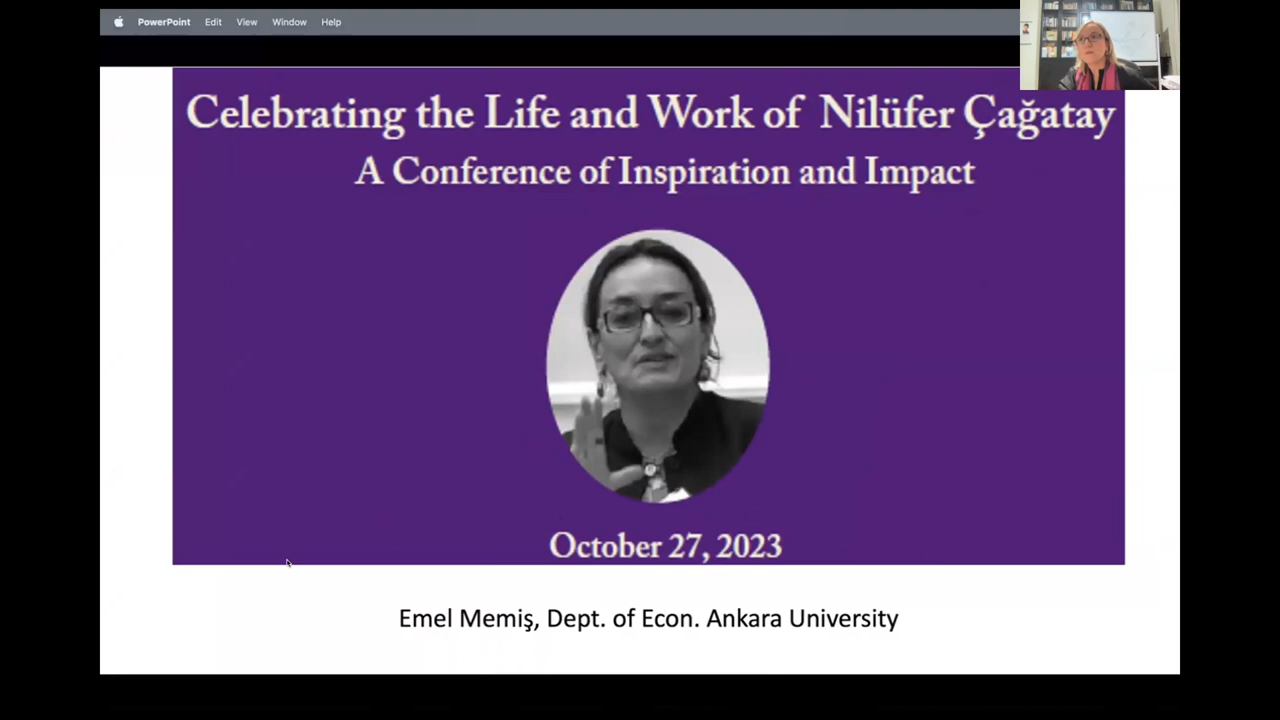 PowerPoint Edit View Window Help
Celebrating the Life and Work of Nilüfer Çağatay
A Conference of Inspiration and Impact
October 27, 2023
Emel Memiş, Dept. of Econ. Ankara University